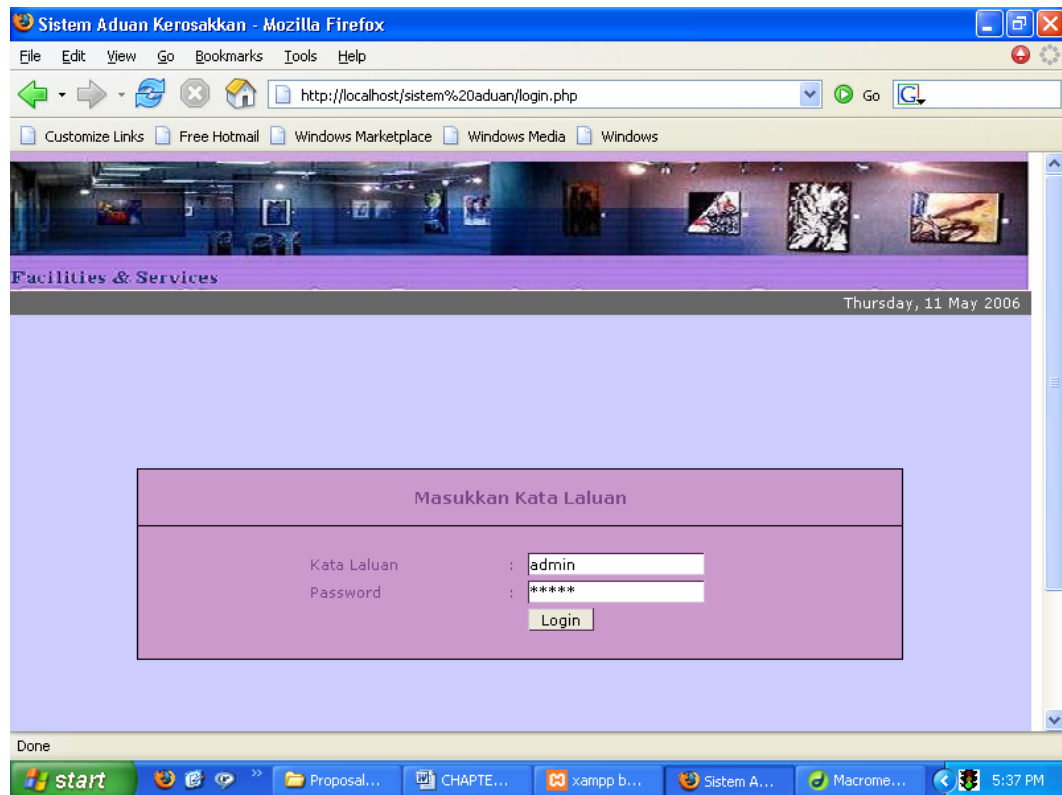 Sistem Aduan Kerosakkan - Mozilla Firefox
File Edit View Go Bookmarks Tools Help
http://localhost/sistem%20aduan/login.php Go G
Customize Links Free Hotmail Windows Marketplace Windows Media Windows
Facilities & Services
Thursday, 11 May 2006
Masukkan Kata Laluan
Kata Laluan : admin
Password : *****
Login
Done
start » Proposal... CHAPTE... xampp b... Sistem A... Macrome... 5:37 PM